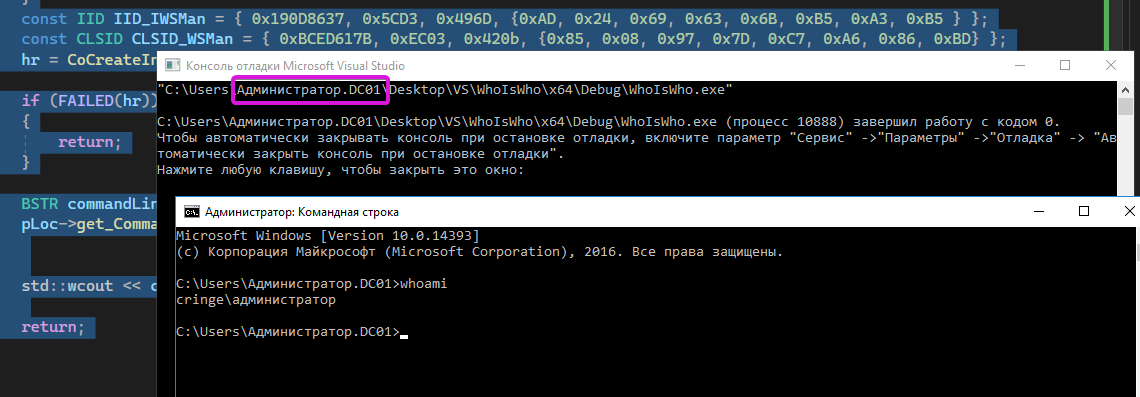 }
const IID IID_IWSMan = { 0x190D8637, 0x5CD3, 0x496D, {0xAD, 0x24, 0x69, 0x63, 0x6B, 0xB5, 0xA3, 0xB5 } };
const CLSID CLSID_WSMan = { 0xBCED617B, 0xEC03, 0x420b, {0x85, 0x08, 0x97, 0x7D, 0xC7, 0xA6, 0x86, 0xBD} };
hr = CoCreateIn
if (FAILED(hr))
{
return;
}
BSTR commandLin
pLoc->get_Comma
std::wcout << c
return;
Консоль отладки Microsoft Visual Studio
"C:\Users\Администратор.DC01\Desktop\VS\WhoIsWho\x64\Debug\WhoIsWho.exe"
C:\Users\Администратор.DC01\Desktop\VS\WhoIsWho\x64\Debug\WhoIsWho.exe (процесс 10888) завершил работу с кодом 0.
Чтобы автоматически закрывать консоль при остановке отладки, включите параметр "Сервис" ->"Параметры" ->"Отладка" -> "Ав
томатически закрыть консоль при остановке отладки".
Нажмите любую клавишу, чтобы закрыть это окно:
Администратор: Командная строка
Microsoft Windows [Version 10.0.14393]
(c) Корпорация Майкрософт (Microsoft Corporation), 2016. Все права защищены.
C:\Users\Администратор.DC01>whoami
cringe\администратор
C:\Users\Администратор.DC01>